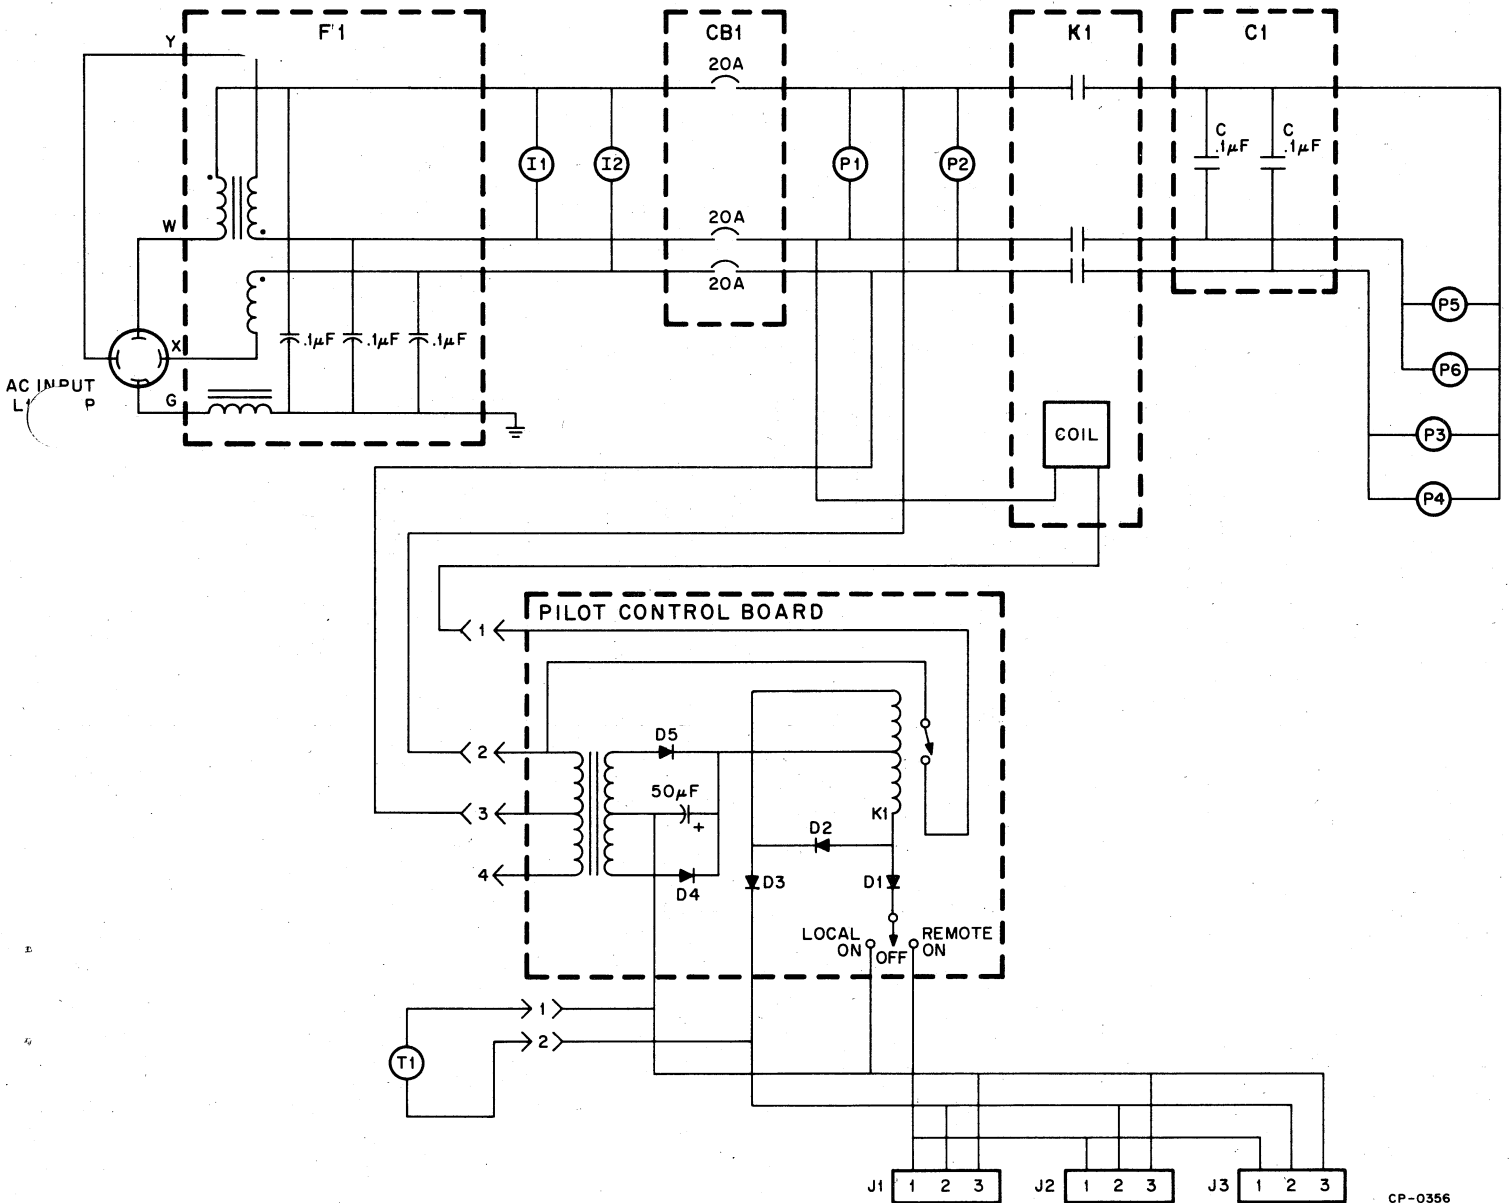 F1 CB1 K1 C1
Y
20A
C .1µF C .1µF
I1 I2 P1 P2
W
20A
20A
X
.1µF .1µF .1µF
P5
P6
AC INPUT
G
P
COIL
P3
P4
PILOT CONTROL BOARD
1
2
D5
50µF
+
3
K1
D2
4
D4
D3 D1
LOCAL ON
OFF
REMOTE ON
1
2
T1
J1 1 2 3
J2 1 2 3
J3 1 2 3
CP-0356